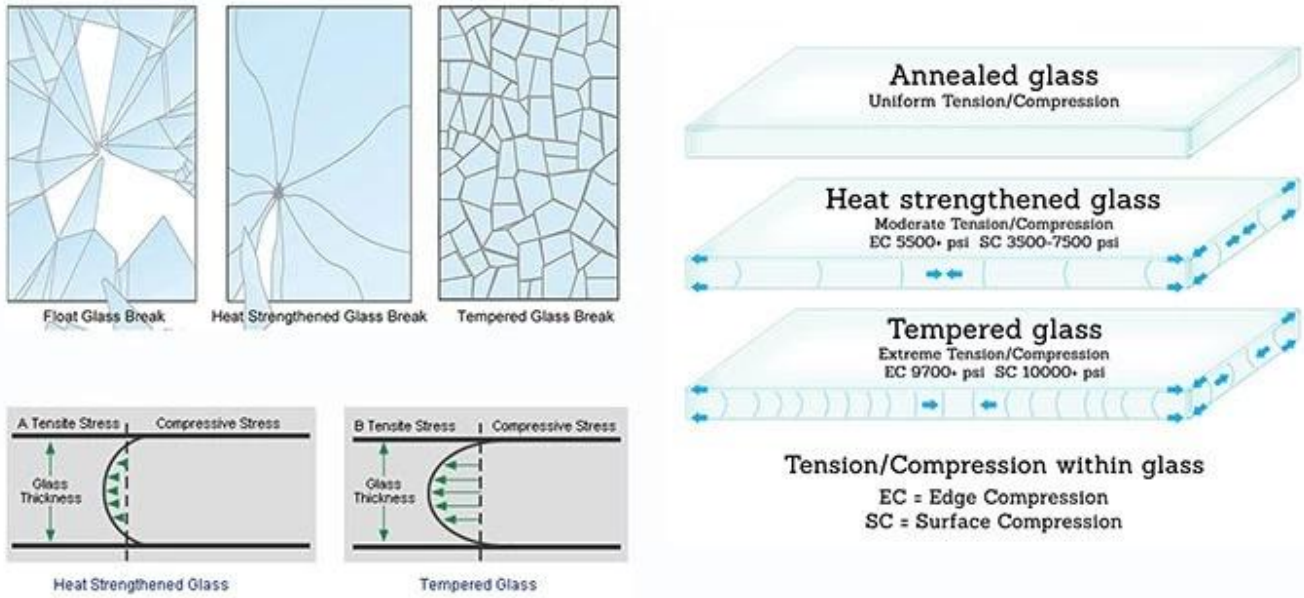 Float Glass Break
Heat Strengthened Glass Break
Tempered Glass Break
A Tensite Stress
Compressive Stress
Glass
Thickness
Heat Strengthened Glass
B Tensite Stress
Compressive Stress
Glass
Thickness
Tempered Glass
Annealed glass
Uniform Tension/Compression
Heat strengthened glass
Moderate Tension/Compression
EC 5500+ psi SC 3500-7500 psi
Tempered glass
Extreme Tension/Compression
EC 9700+ psi SC 10000+ psi
Tension/Compression within glass
EC = Edge Compression
SC = Surface Compression